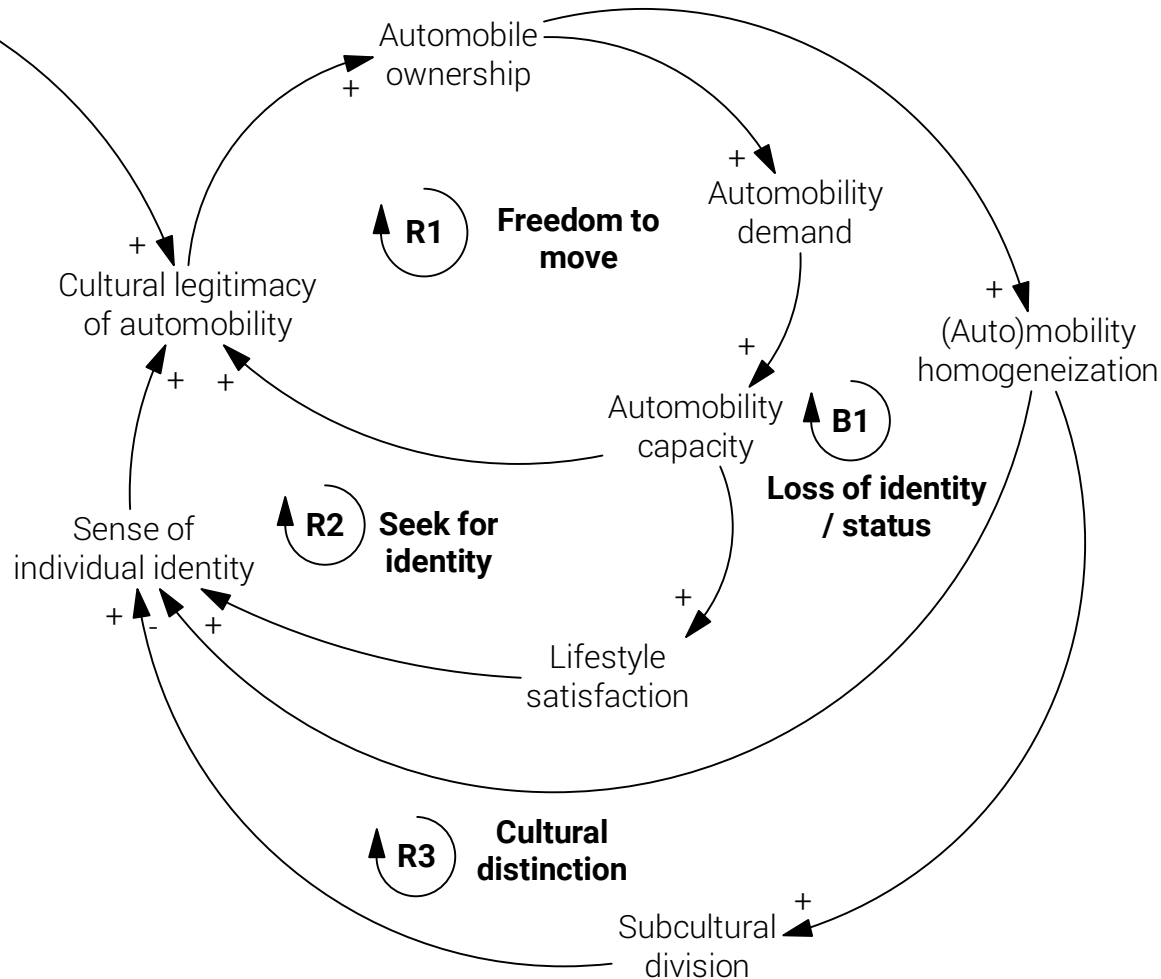 Automobile
ownership
+
+
Automobility
demand
R1
Freedom to
move
+
Cultural legitimacy
of automobility
+
(Auto)mobility
homogeneization
+
+
+
Automobility
capacity
B1
Loss of identity
/ status
R2
Seek for
identity
Sense of
individual identity
+
-
+
+
Lifestyle
satisfaction
R3
Cultural
distinction
+
Subcultural
division